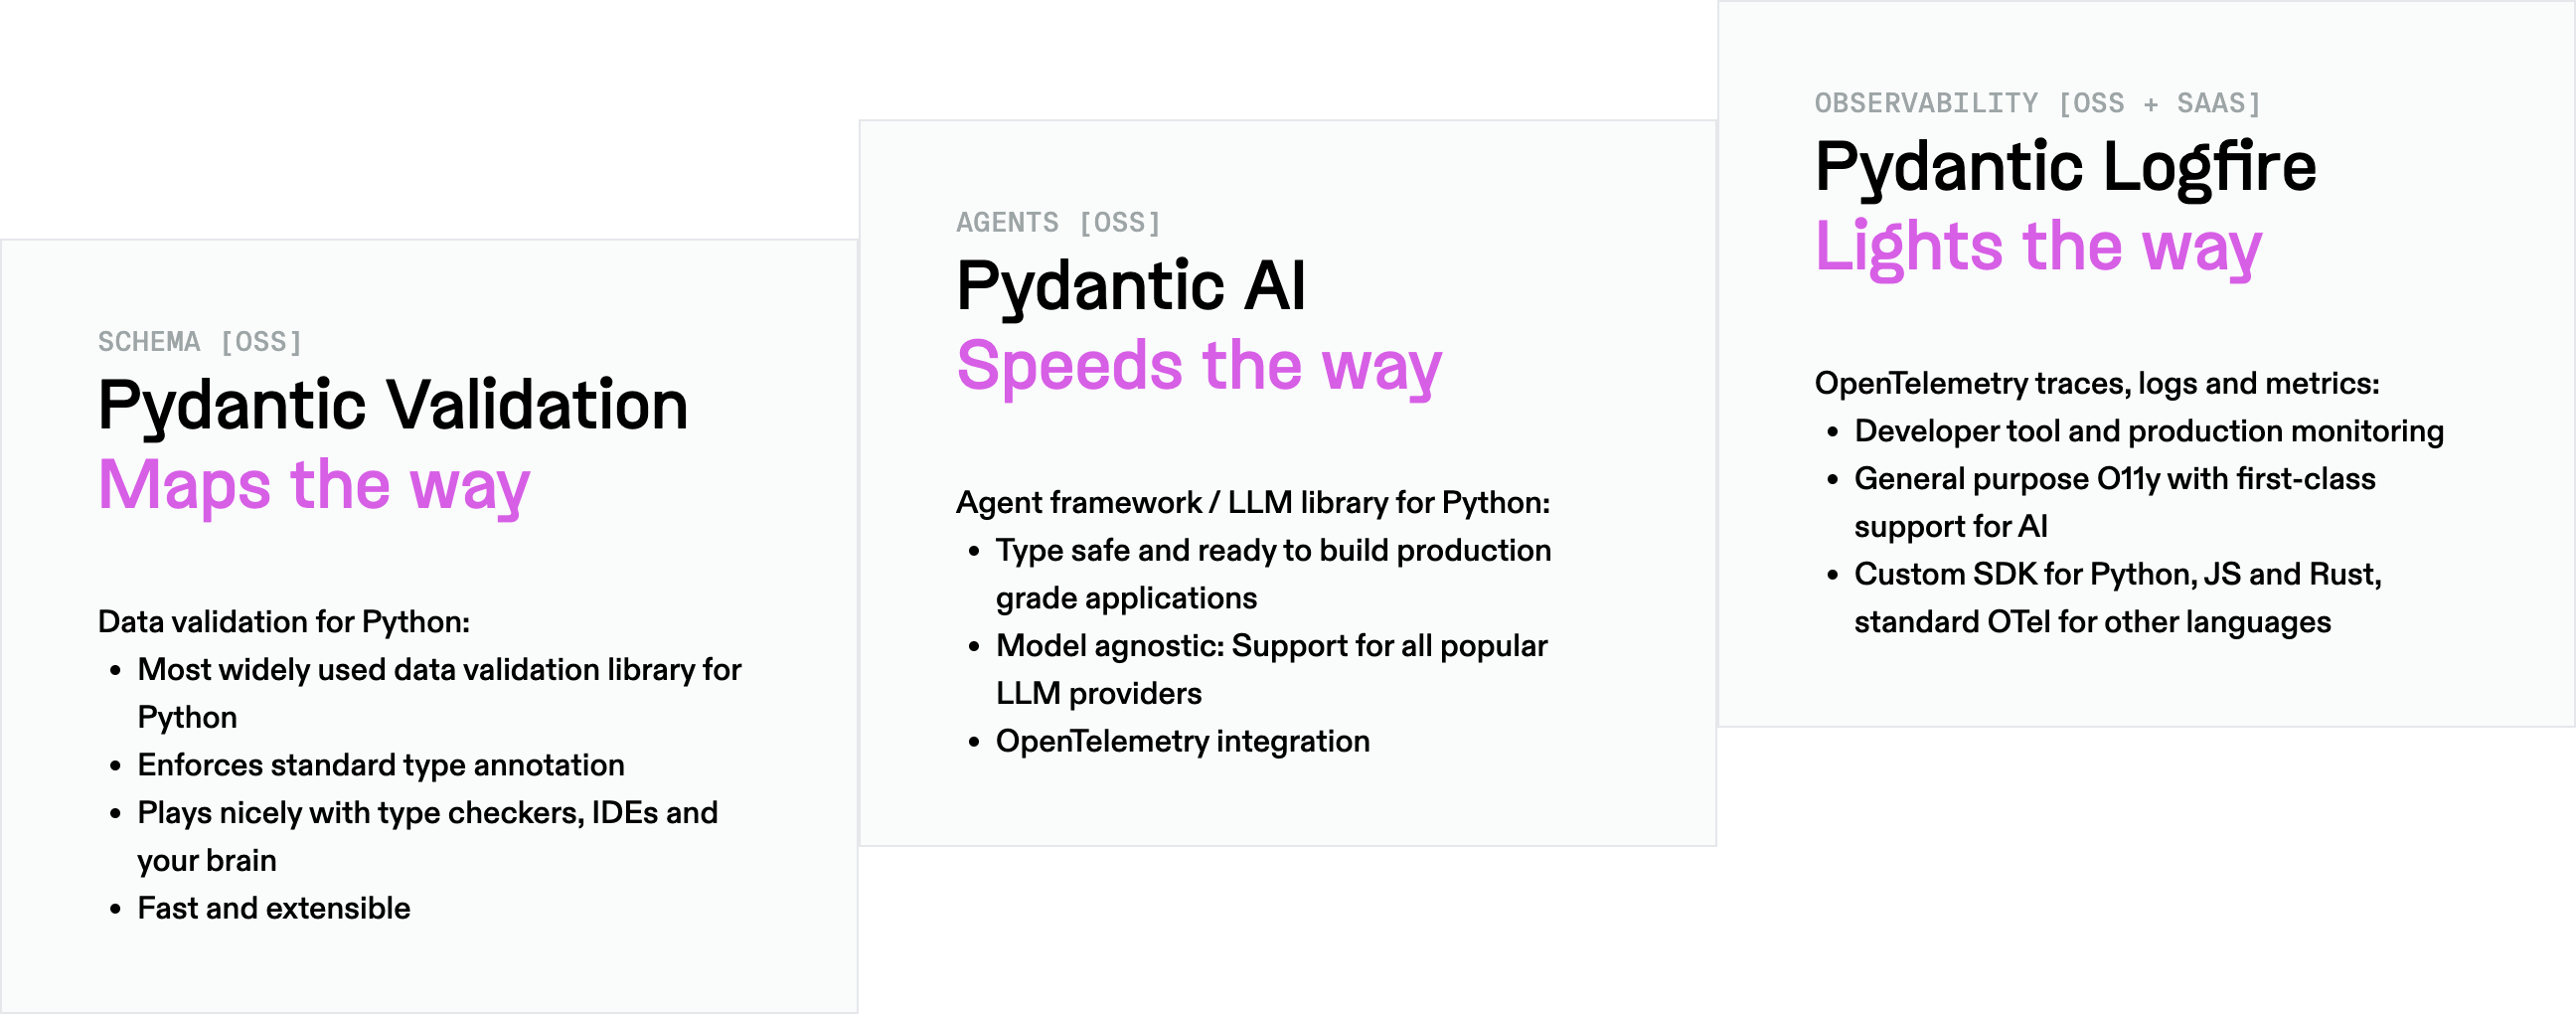 SCHEMA [OSS]
Pydantic Validation
Maps the way
Data validation for Python:
• Most widely used data validation library for
Python
• Enforces standard type annotation
• Plays nicely with type checkers, IDEs and
your brain
• Fast and extensible
AGENTS [OSS]
Pydantic AI
Speeds the way
Agent framework / LLM library for Python:
• Type safe and ready to build production
grade applications
• Model agnostic: Support for all popular
LLM providers
• OpenTelemetry integration
OBSERVABILITY [OSS + SAAS]
Pydantic Logfire
Lights the way
OpenTelemetry traces, logs and metrics:
• Developer tool and production monitoring
• General purpose O11y with first-class
support for AI
• Custom SDK for Python, JS and Rust,
standard OTel for other languages